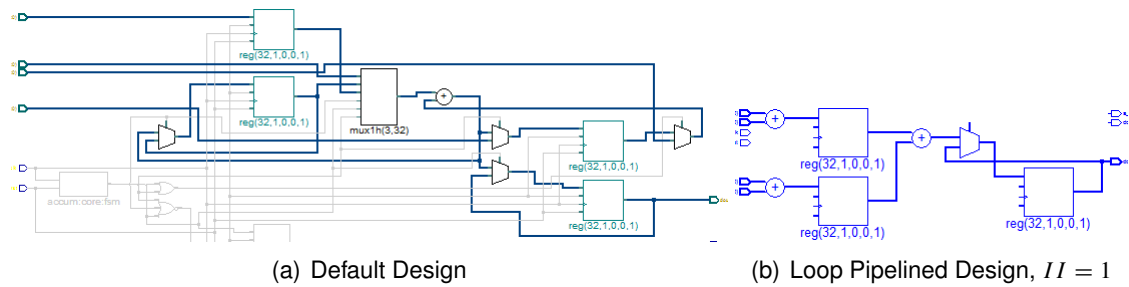 reg(32,1,0,0,1)
reg(32,1,0,0,1)
mux1h(3,32)
+
reg(32,1,0,0,1)
accum:core:fsm
reg(32,1,0,0,1)
+
reg(32,1,0,0,1)
+
+
reg(32,1,0,0,1)
reg(32,1,0,0,1)
(a) Default Design
(b) Loop Pipelined Design, II = 1